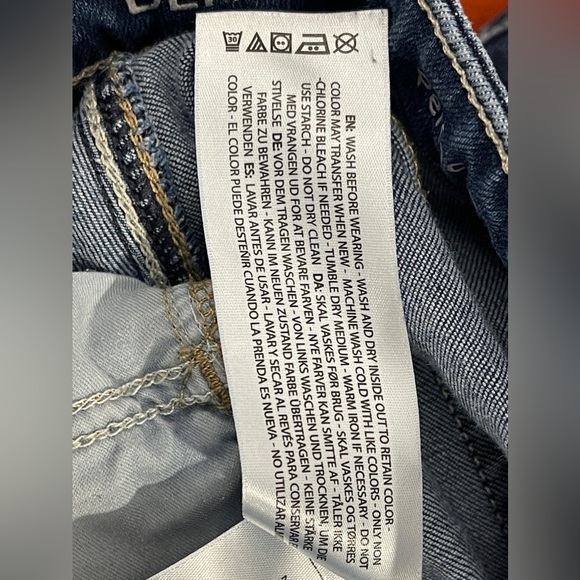 30
EN: WASH BEFORE WEARING - WASH AND DRY INSIDE OUT TO RETAIN COLOR -
COLOR MAY TRANSFER WHEN NEW - MACHINE WASH COLD WITH LIKE COLORS - ONLY NON
-CHLORINE BLEACH IF NEEDED - TUMBLE DRY MEDIUM - WARM IRON IF NECESSARY - DO NOT
USE STARCH - DO NOT DRY CLEAN DA: SKAL VASKES FØR BRUG - SKAL VASKES OG TØRRES
MED VRANGEN UD FOR AT BEVARE FARVEN - NYE FARVER KAN SMITTE AF - TÅLER IKKE
STIVELSE DE: VOR DEM TRAGEN WASCHEN - VON LINKS WASCHEN UND TROCKNEN, UM DE
FARBE ZU BEWAHREN - KANN IM NEUEN ZUSTAND FARBE ÜBERTRAGEN - KEINE STÄRKE
VERWENDEN ES: LAVAR ANTES DE USAR - LAVAR Y SECAR AL REVÉS PARA CONSERVAR
COLOR - EL COLOR PUEDE DESTEÑIR CUANDO LA PRENDA ES NUEVA - NO UTILIZAR AL